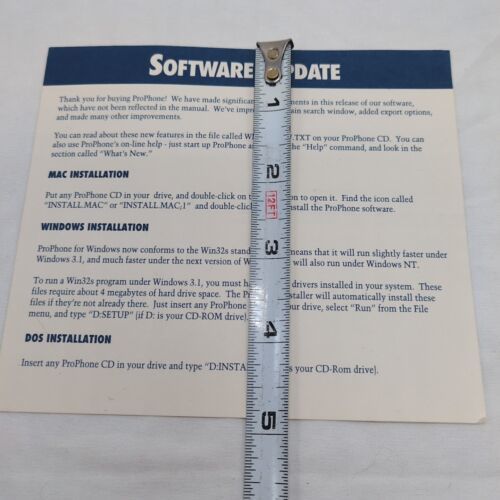 SOFTWARE PDATE
Thank you for buying ProPhone! We have made significan ments in this release of our software,
which have not been reflected in the manual. We've impro ain search window, added export options,
and made many other improvements.
You can read about these new features in the file called W .TXT on your ProPhone CD. You can
also use ProPhone's on-line help - just start up ProPhone a the "Help" command, and look in the
section called "What's New."
MAC INSTALLATION
Put any ProPhone CD in your drive, and double-click on t on to open it. Find the icon called
"INSTALL.MAC" or "INSTALL.MAC;1" and double-clic install the ProPhone software.
WINDOWS INSTALLATION
ProPhone for Windows now conforms to the Win32s stand means that it will run slightly faster under
Windows 3.1, and much faster under the next version of W will also run under Windows NT.
To run a Win32s program under Windows 3.1, you must h drivers installed in your system. These
files require about 4 megabytes of hard drive space. The Pr staller will automatically install these
files if they're not already there. Just insert any ProPhone ur drive, select "Run" from the File
menu, and type "D:SETUP" (if D: is your CD-ROM drive)
DOS INSTALLATION
Insert any ProPhone CD in your drive and type "D:INSTA s your CD-Rom drive).
1
2
12FT
3
4
5